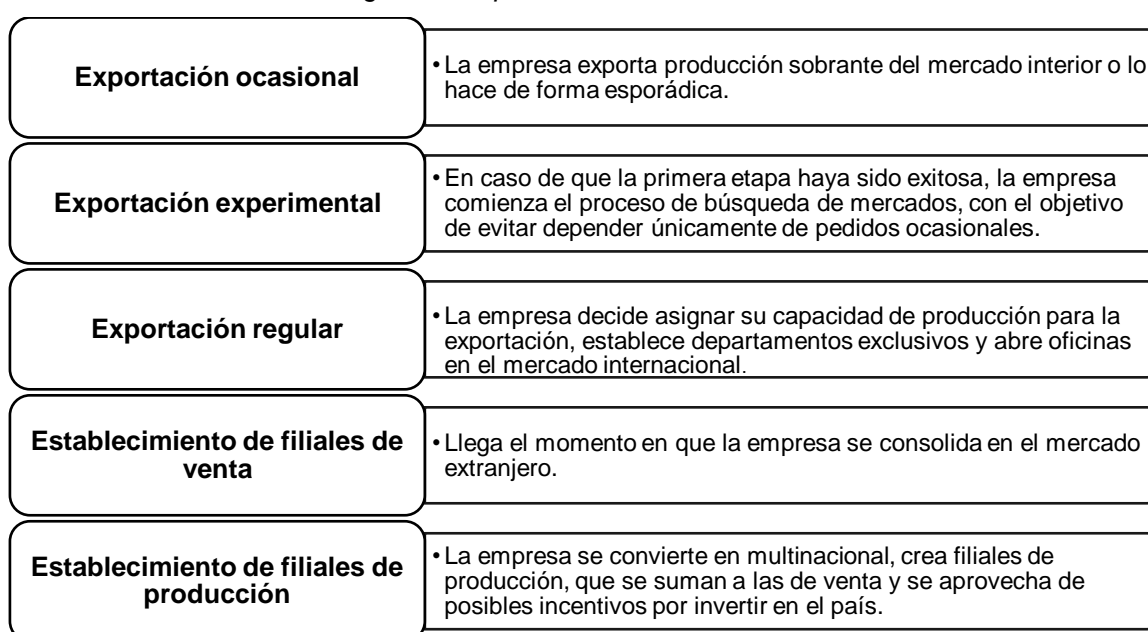 Exportación ocasional
• La empresa exporta producción sobrante del mercado interior o lo
hace de forma esporádica.
Exportación experimental
• En caso de que la primera etapa haya sido exitosa, la empresa
comienza el proceso de búsqueda de mercados, con el objetivo
de evitar depender únicamente de pedidos ocasionales.
Exportación regular
• La empresa decide asignar su capacidad de producción para la
exportación, establece departamentos exclusivos y abre oficinas
en el mercado internacional.
Establecimiento de filiales de
venta
• Llega el momento en que la empresa se consolida en el mercado
extranjero.
Establecimiento de filiales de
producción
• La empresa se convierte en multinacional, crea filiales de
producción, que se suman a las de venta y se aprovecha de
posibles incentivos por invertir en el país.